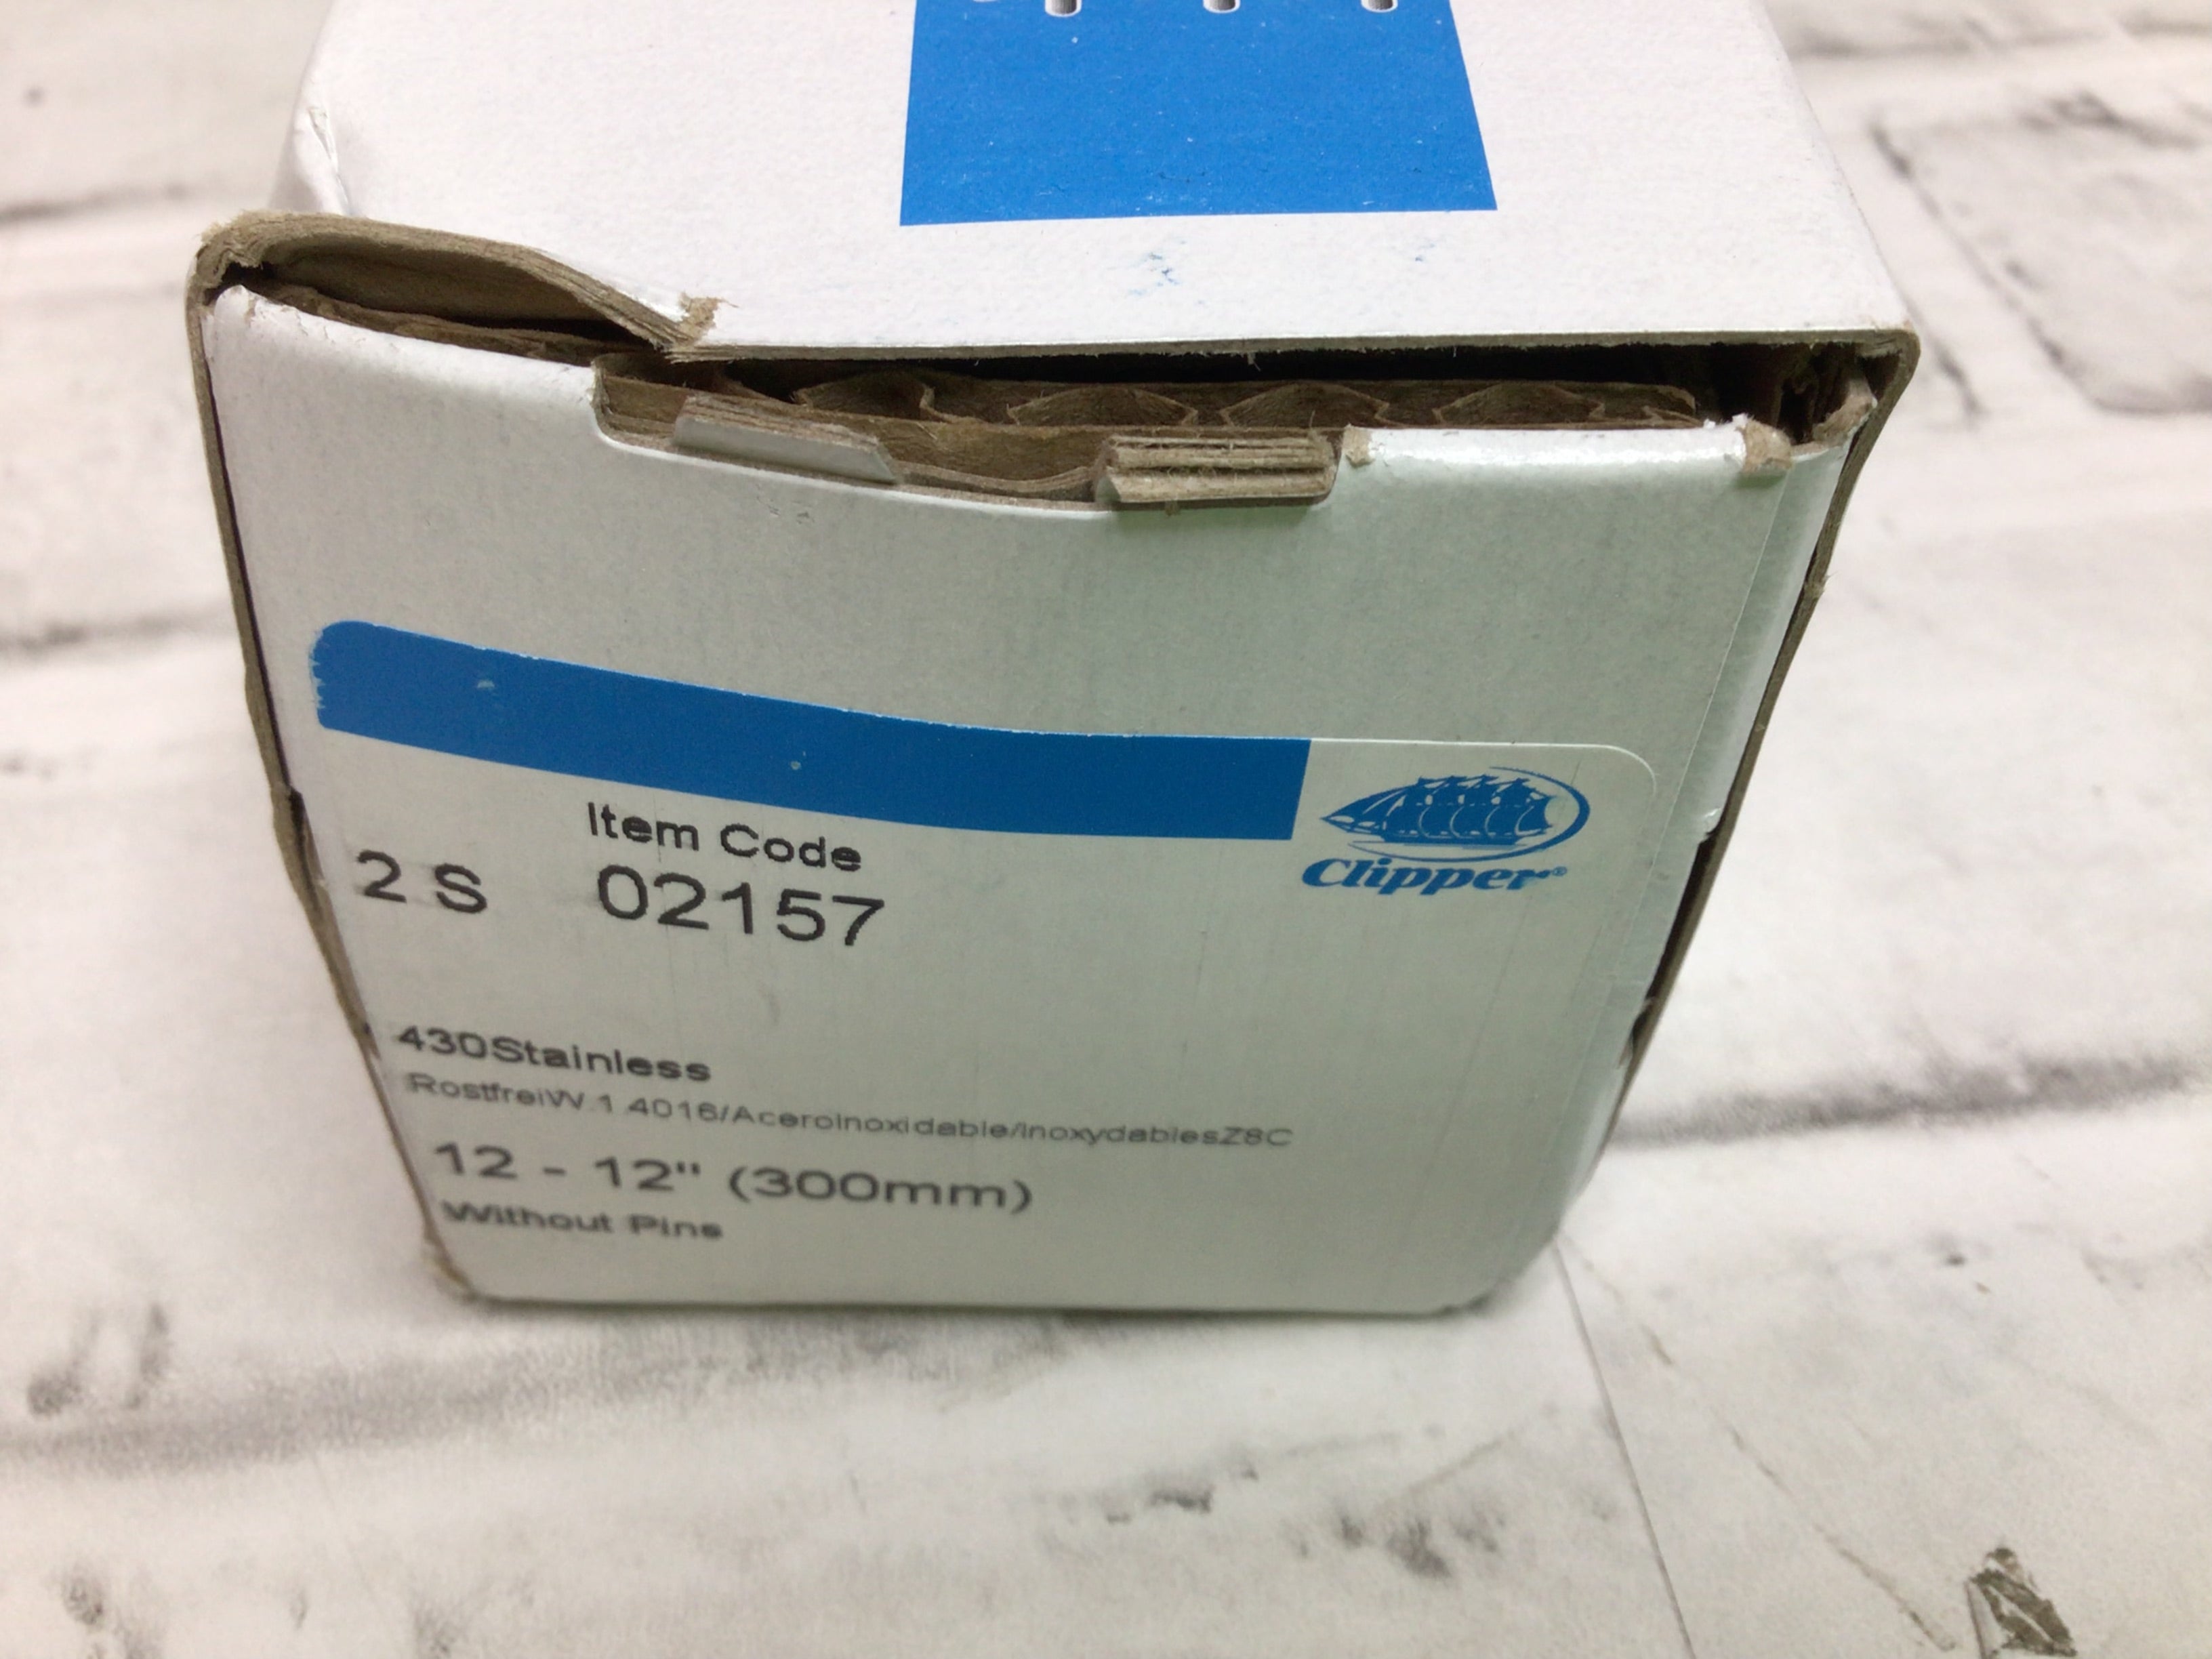 Item Code
2 S 02157
Clipper®
430Stainless
RostfreiW.1.4016/AceroInoxidable/InoxydablesZ8C
12 - 12" (300mm)
Without Pins